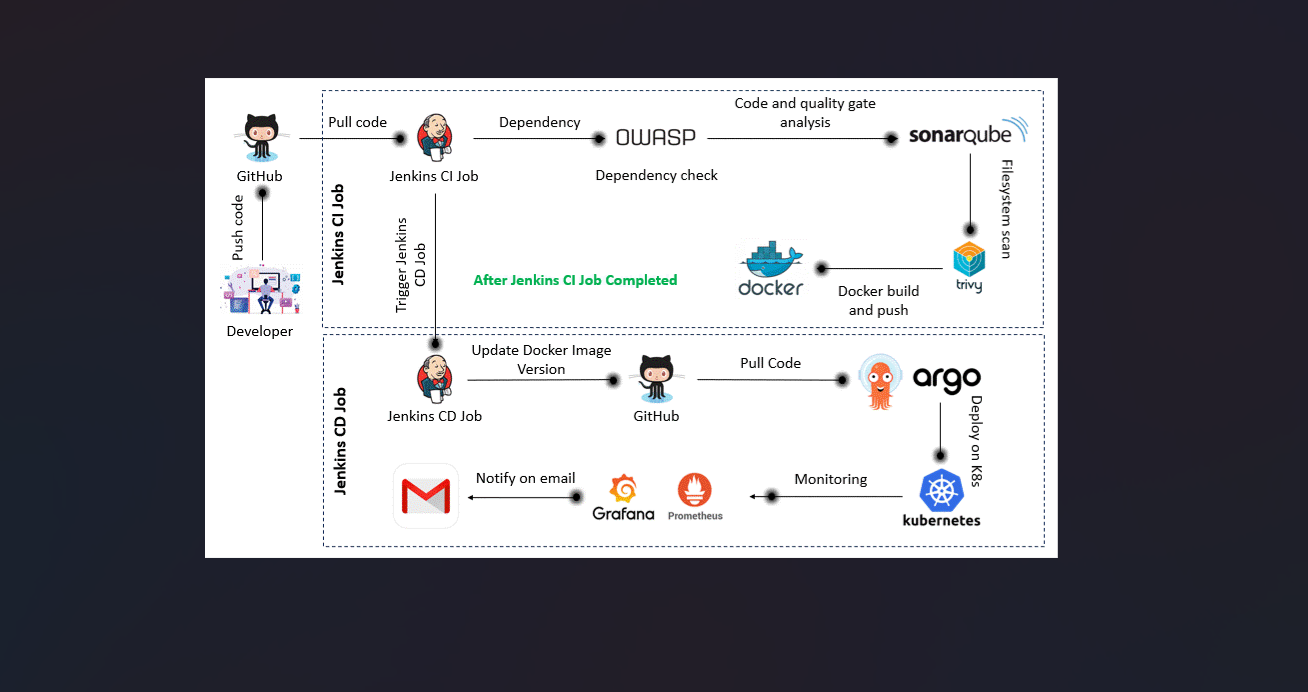 Pull code
Dependency
Code and quality gate
analysis
OWASP
sonarqube
GitHub
Jenkins CI Job
Dependency check
Push code
Jenkins CI Job
Trigger Jenkins
CD Job
Filesystem scan
After Jenkins CI Job Completed
docker
trivy
Docker build
and push
Developer
Update Docker Image
Version
Pull Code
argo
Jenkins CD Job
Jenkins CD Job
GitHub
Deploy on K8s
Notify on email
Grafana
Prometheus
Monitoring
kubernetes